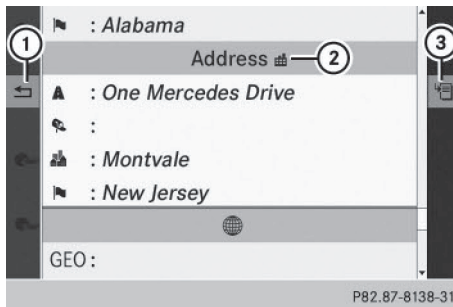 : Alabama
1
Address
2
3
A : One Mercedes Drive
:
: Montvale
: New Jersey
GEO :
P82.87-8138-31